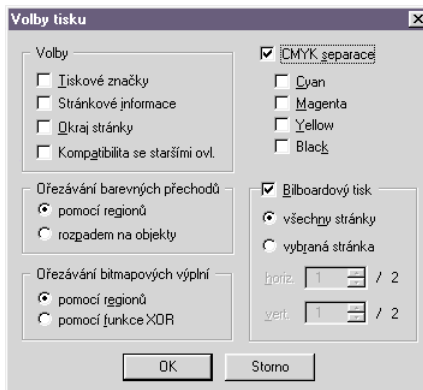 Volby tisku
Volby
Tiskové značky
Stránkové informace
Okraj stránky
Kompatibilita se staršími ovl.
Ořezávání barevných přechodů
pomocí regionů
rozpadem na objekty
Ořezávání bitmapových výplní
pomocí regionů
pomocí funkce XOR
CMYK separace
Cyan
Magenta
Yellow
Black
Bilboardový tisk
všechny stránky
vybraná stránka
horiz. 1 / 2
vert. 1 / 2
OK
Storno